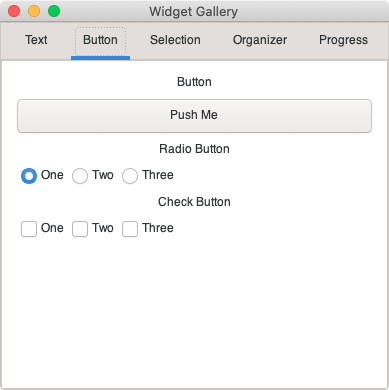 Widget Gallery
Text Button Selection Organizer Progress
Button
Push Me
Radio Button
One Two Three
Check Button
One Two Three